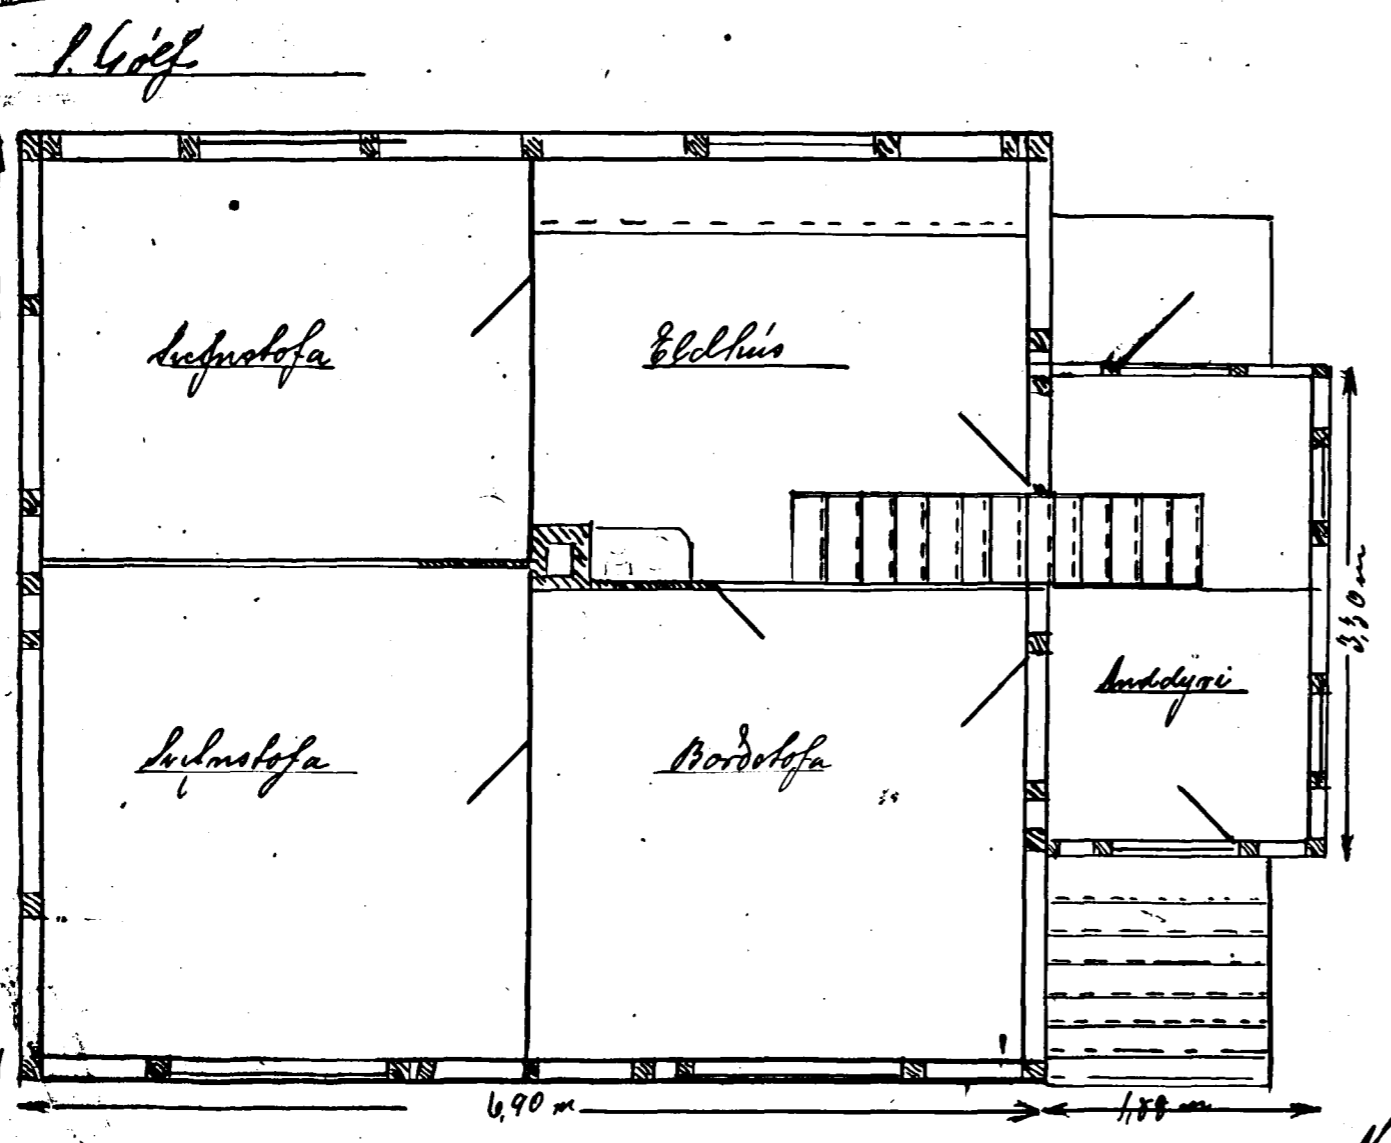 1. Gólf
Svefnstofa
Eldhús
Svefnstofa
Borðstofa
Anddyri
3,30 m
6,90 m
1,88 m